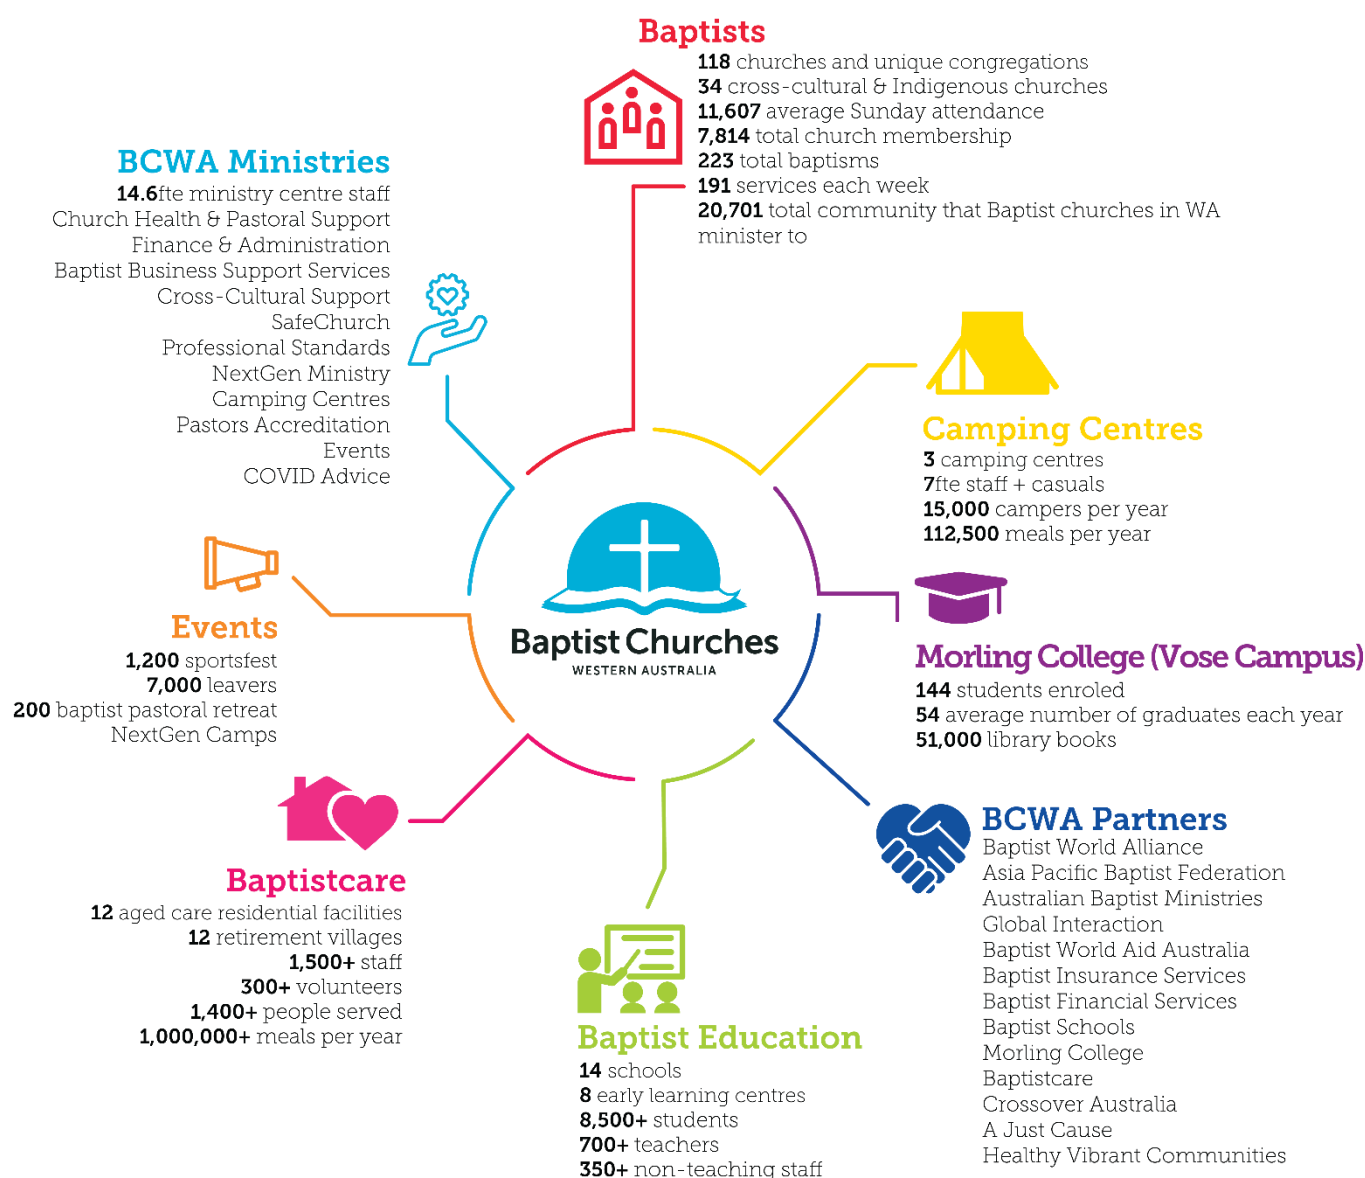 Baptists
118 churches and unique congregations
34 cross-cultural & Indigenous churches
11,607 average Sunday attendance
7,814 total church membership
223 total baptisms
191 services each week
20,701 total community that Baptist churches in WA
minister to
BCWA Ministries
14.6fte ministry centre staff
Church Health & Pastoral Support
Finance & Administration
Baptist Business Support Services
Cross-Cultural Support
SafeChurch
Professional Standards
NextGen Ministry
Camping Centres
Pastors Accreditation
Events
COVID Advice
Camping Centres
3 camping centres
7fte staff + casuals
15,000 campers per year
112,500 meals per year
Baptist Churches
WESTERN AUSTRALIA
Events
1,200 sportsfest
7,000 leavers
200 baptist pastoral retreat
NextGen Camps
Morling College (Vose Campus)
144 students enroled
54 average number of graduates each year
51,000 library books
Baptistcare
12 aged care residential facilities
12 retirement villages
1,500+ staff
300+ volunteers
1,400+ people served
1,000,000+ meals per year
Baptist Education
14 schools
8 early learning centres
8,500+ students
700+ teachers
350+ non-teaching staff
BCWA Partners
Baptist World Alliance
Asia Pacific Baptist Federation
Australian Baptist Ministries
Global Interaction
Baptist World Aid Australia
Baptist Insurance Services
Baptist Financial Services
Baptist Schools
Morling College
Baptistcare
Crossover Australia
A Just Cause
Healthy Vibrant Communities